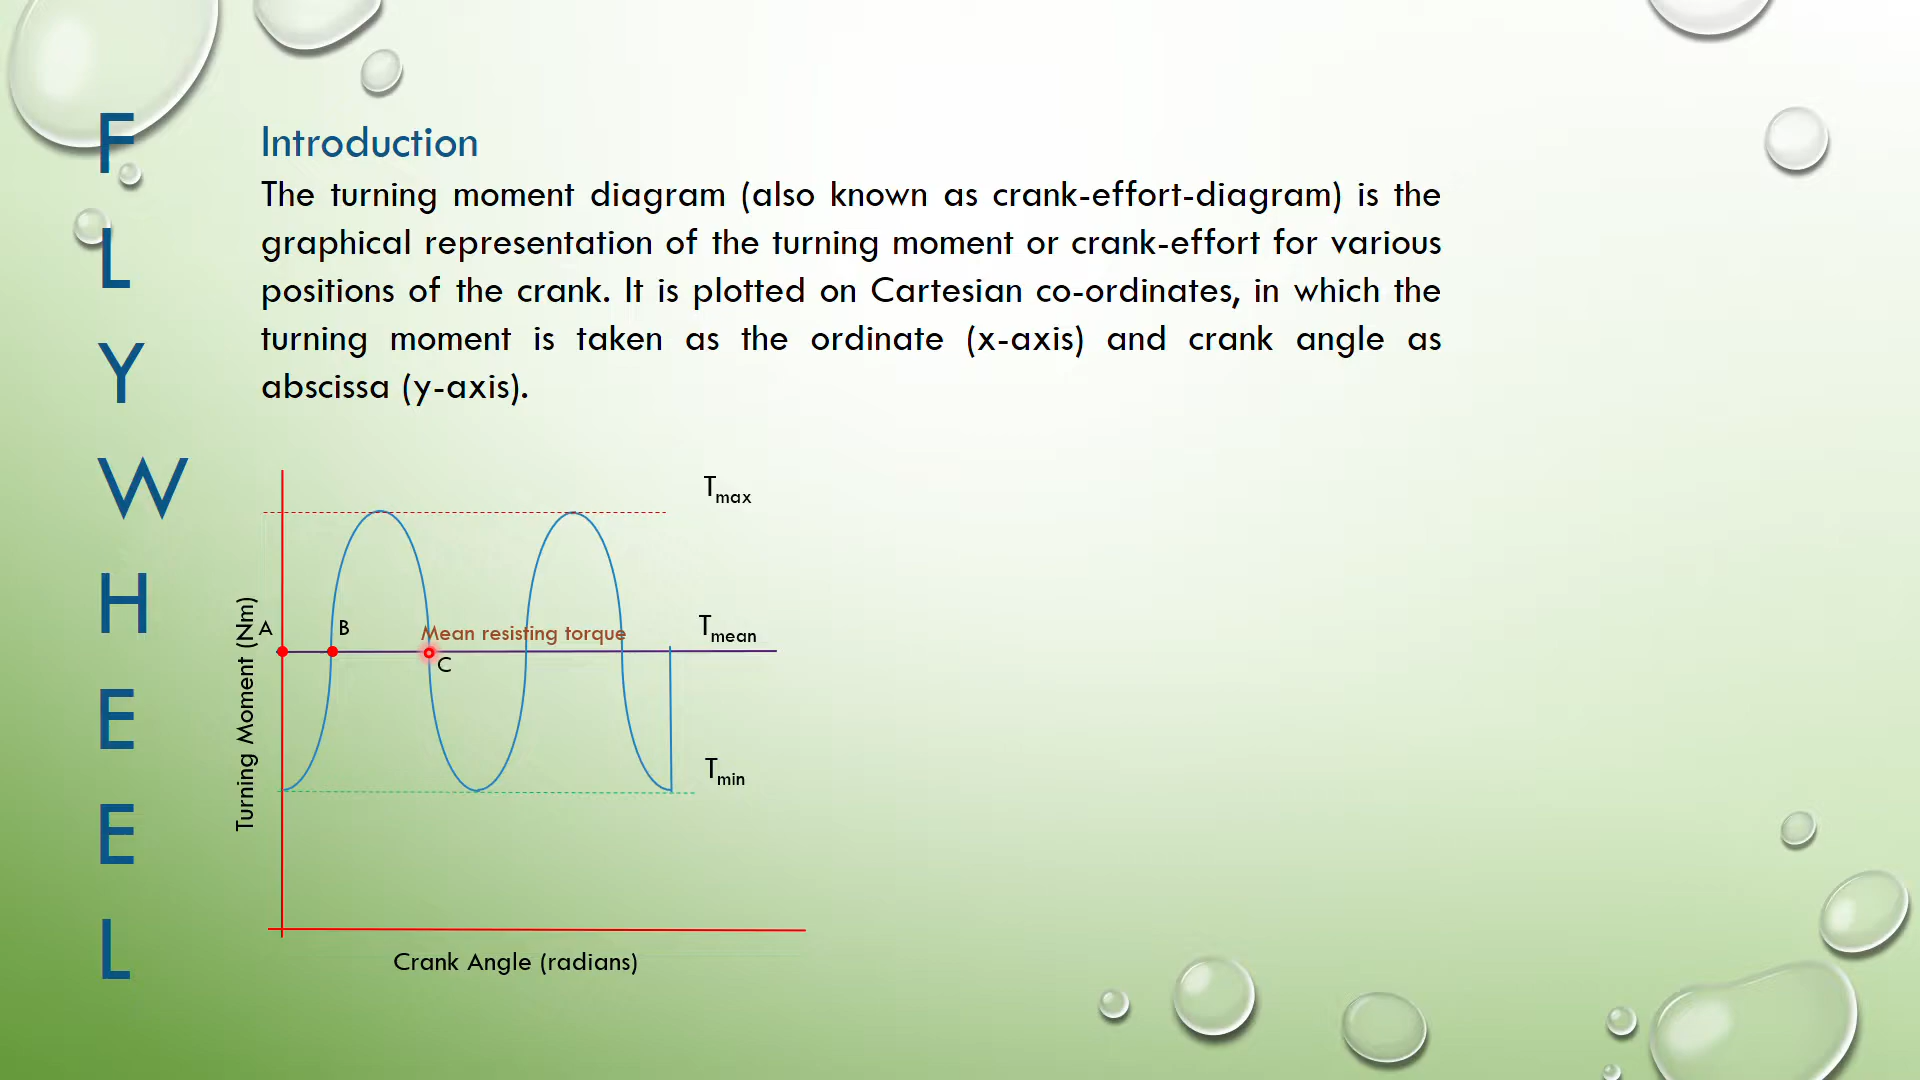 FLYWHEEL
Introduction
The turning moment diagram (also known as crank-effort-diagram) is the
graphical representation of the turning moment or crank-effort for various
positions of the crank. It is plotted on Cartesian co-ordinates, in which the
turning moment is taken as the ordinate (x-axis) and crank angle as
abscissa (y-axis).
Tmax
Turning Moment (Nm)
A
B
Mean resisting torque
Tmean
C
Tmin
Crank Angle (radians)